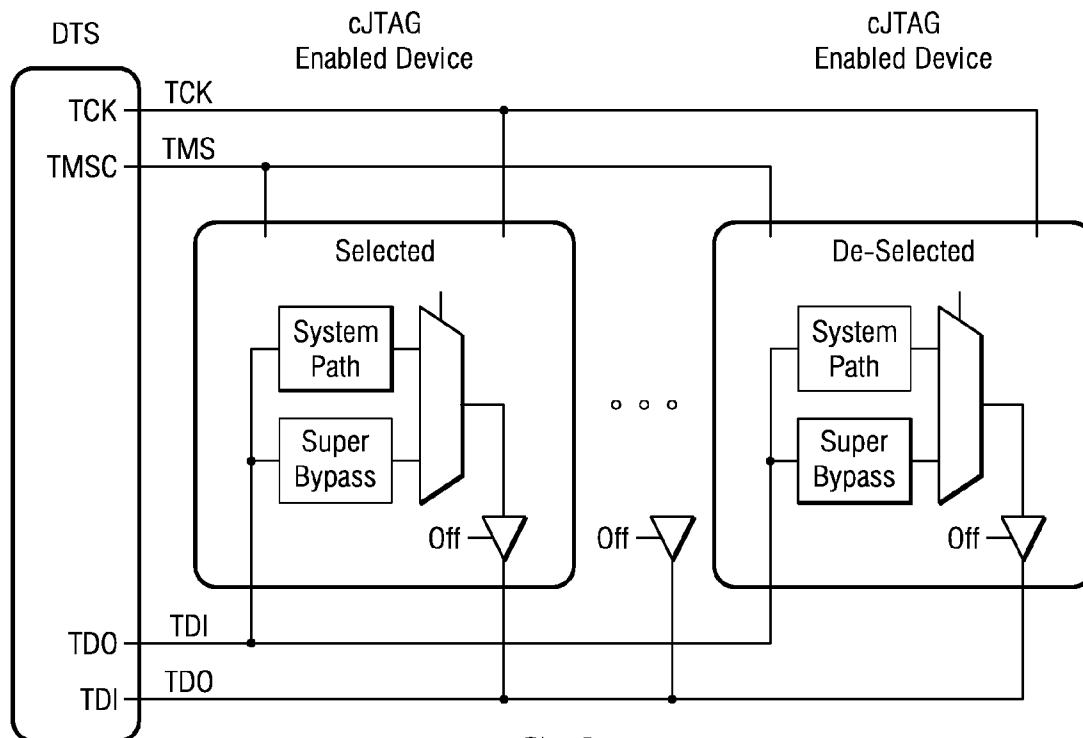 DTS
cJTAG
Enabled Device
cJTAG
Enabled Device
TCK
TCK
TMSC
TMS
Selected
De-Selected
System
Path
Super
Bypass
System
Path
Super
Bypass
Off
Off
Off
TDO
TDI
TDI
TDO